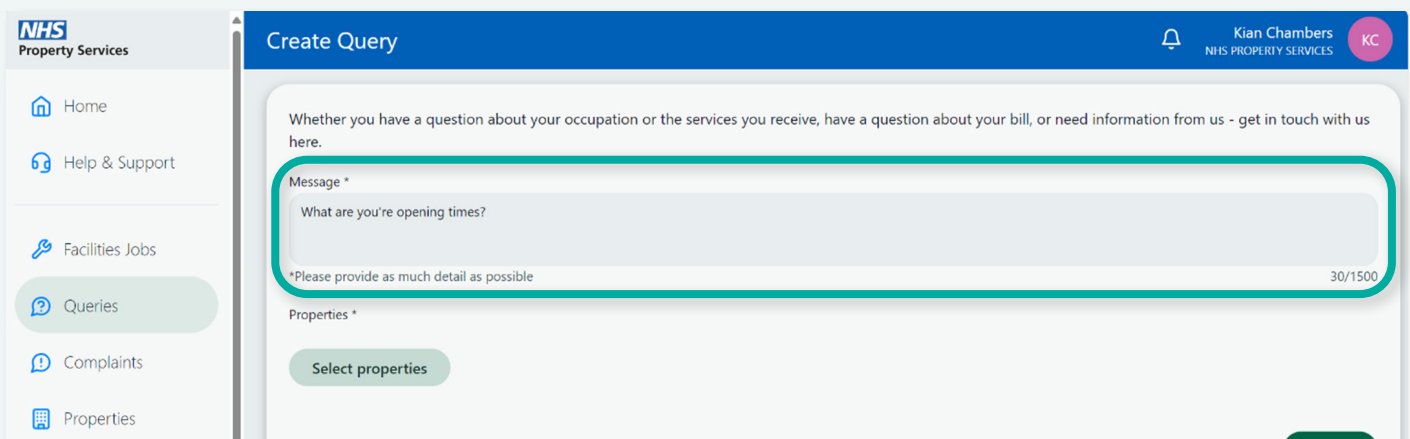 NHS
Property Services
Create Query
Kian Chambers
NHS PROPERTY SERVICES
KC
Home
Help & Support
Facilities Jobs
Queries
Complaints
Properties
Whether you have a question about your occupation or the services you receive, have a question about your bill, or need information from us - get in touch with us
here.
Message *
What are you're opening times?
*Please provide as much detail as possible
30/1500
Properties *
Select properties